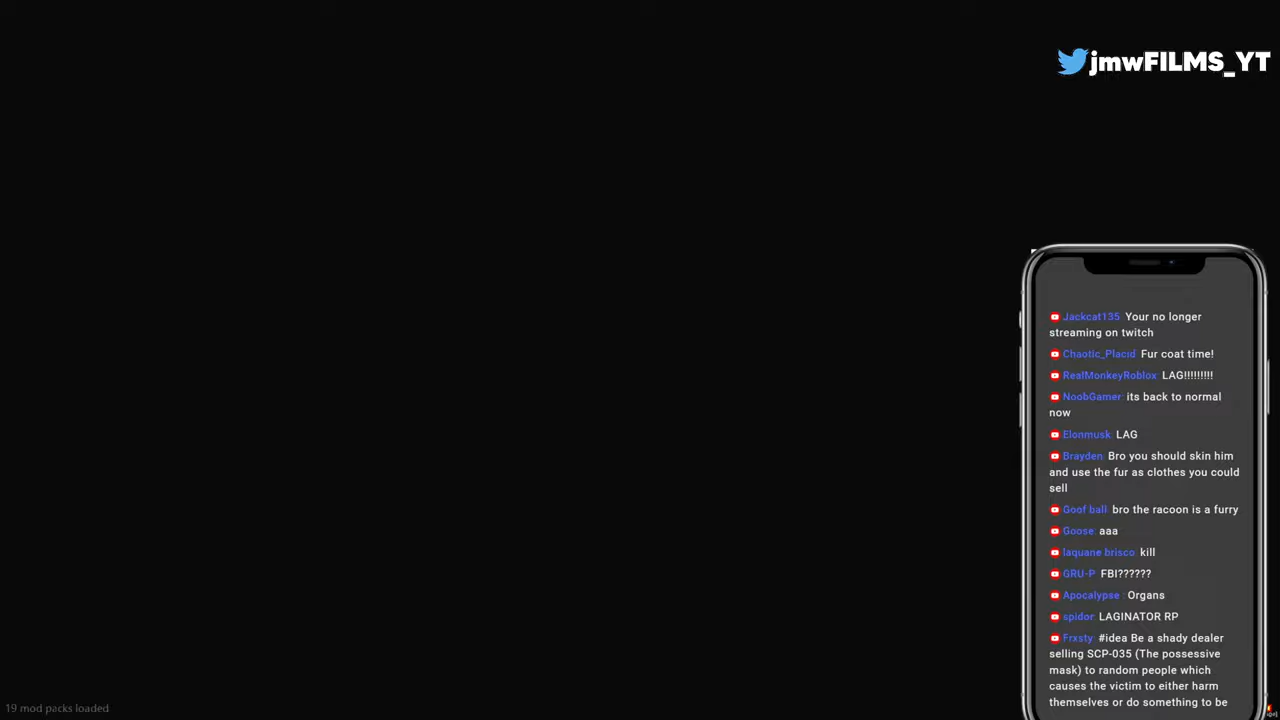 jmwFILMS_YT
Jackcat135: Your no longer
streaming on twitch
Chaotic_Placid: Fur coat time!
RealMonkeyRoblox: LAG!!!!!!!!!
NoobGamer: its back to normal
now
Elonmusk: LAG
Brayden: Bro you should skin him
and use the fur as clothes you could
sell
Goof ball: bro the racoon is a furry
Goose: aaa
laquane brisco: kill
GRU-P: FBI??????
Apocalypse : Organs
spidor: LAGINATOR RP
Frxsty: #idea Be a shady dealer
selling SCP-035 (The possessive
mask) to random people which
causes the victim to either harm
themselves or do something to be
19 mod packs loaded